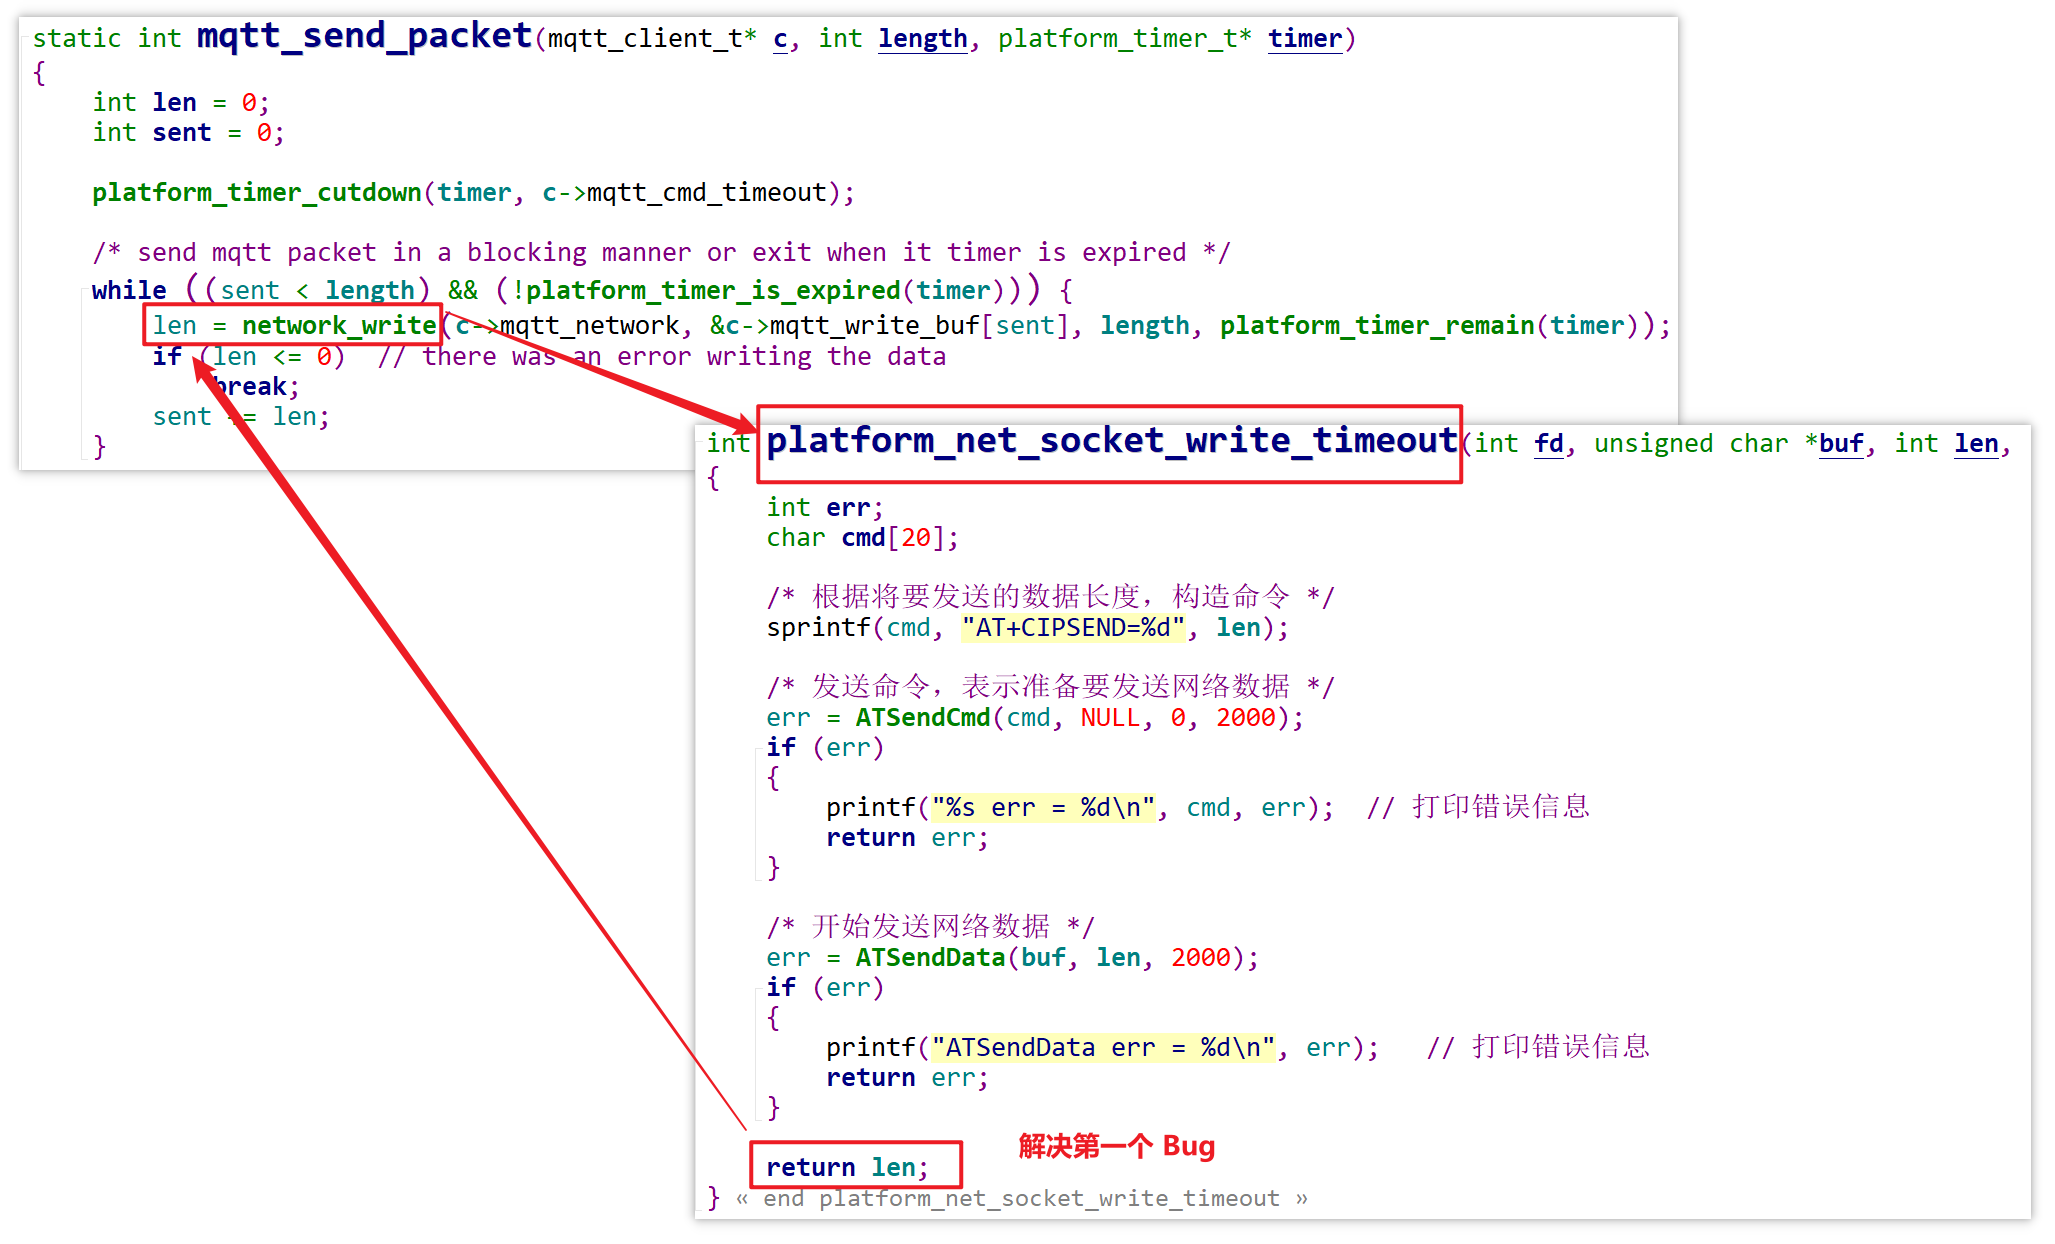 static int mqtt_send_packet(mqtt_client_t* c, int length, platform_timer_t* timer)
{
    int len = 0;
    int sent = 0;

    platform_timer_cutdown(timer, c->mqtt_cmd_timeout);

    /* send mqtt packet in a blocking manner or exit when it timer is expired */
    while ((sent < length) && (!platform_timer_is_expired(timer))) {
        len = network_write(c->mqtt_network, &c->mqtt_write_buf[sent], length, platform_timer_remain(timer));
        if (len <= 0)  // there was an error writing the data
            break;
        sent += len;
    }
int platform_net_socket_write_timeout(int fd, unsigned char *buf, int len,
{
    int err;
    char cmd[20];

    /* 根据将要发送的数据长度，构造命令 */
    sprintf(cmd, "AT+CIPSEND=%d", len);

    /* 发送命令，表示准备要发送网络数据 */
    err = ATSendCmd(cmd, NULL, 0, 2000);
    if (err)
    {
        printf("%s err = %d\n", cmd, err);  // 打印错误信息
        return err;
    }

    /* 开始发送网络数据 */
    err = ATSendData(buf, len, 2000);
    if (err)
    {
        printf("ATSendData err = %d\n", err);   // 打印错误信息
        return err;
    }
解决第一个 Bug
    return len;
} « end platform_net_socket_write_timeout »